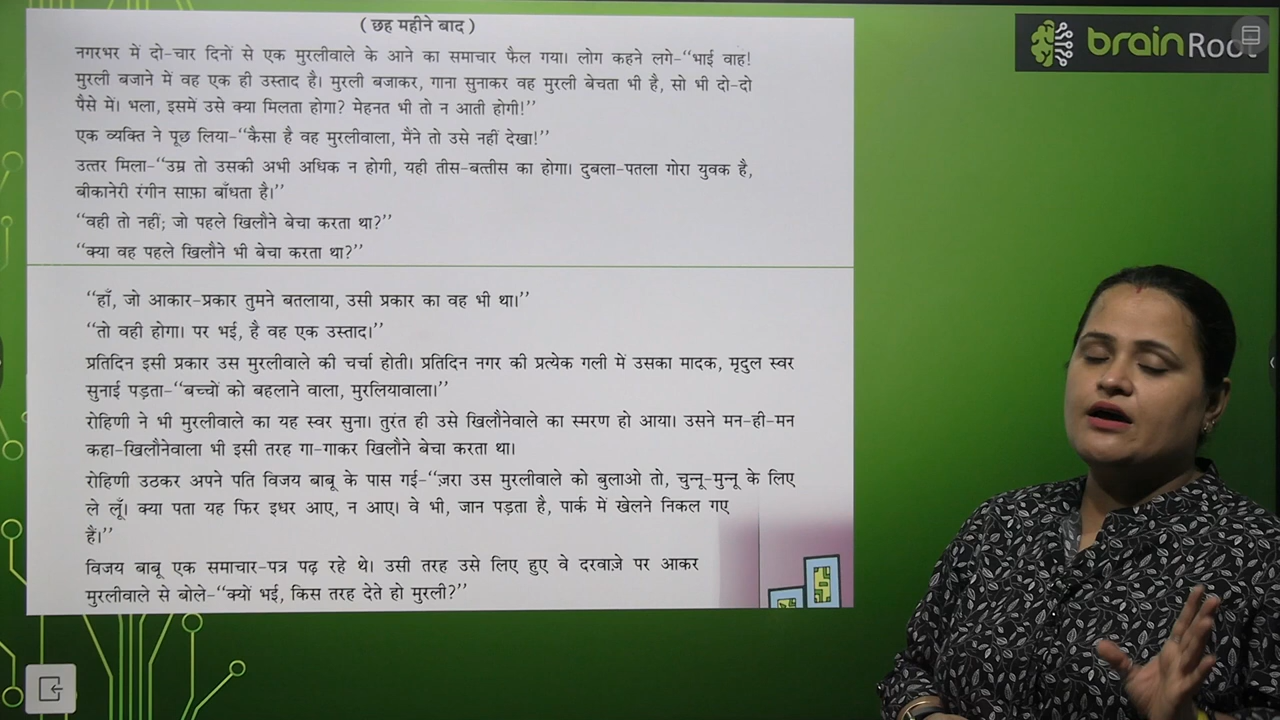 ( छह महीने बाद )
नगरभर में दो-चार दिनों से एक मुरलीवाले के आने का समाचार फैल गया। लोग कहने लगे-‘‘भाई वाह!
मुरली बजाने में वह एक ही उस्ताद है। मुरली बजाकर, गाना सुनाकर वह मुरली बेचता भी है, सो भी दो-दो
पैसे में। भला, इसमें उसे क्या मिलता होगा? मेहनत भी तो न आती होगी!’’
एक व्यक्ति ने पूछ लिया-‘‘कैसा है वह मुरलीवाला, मैंने तो उसे नहीं देखा!’’
उत्तर मिला-‘‘उम्र तो उसकी अभी अधिक न होगी, यही तीस-बत्तीस का होगा। दुबला-पतला गोरा युवक है,
बीकानेरी रंगीन साफ़ा बाँधता है।’’
‘‘वही तो नहीं; जो पहले खिलौने बेचा करता था?’’
‘‘क्या वह पहले खिलौने भी बेचा करता था?’’
‘‘हाँ, जो आकार-प्रकार तुमने बतलाया, उसी प्रकार का वह भी था।’’
‘‘तो वही होगा। पर भई, है वह एक उस्ताद।’’
प्रतिदिन इसी प्रकार उस मुरलीवाले की चर्चा होती। प्रतिदिन नगर की प्रत्येक गली में उसका मादक, मृदुल स्वर
सुनाई पड़ता-‘‘बच्चों को बहलाने वाला, मुरलियावाला।’’
रोहिणी ने भी मुरलीवाले का यह स्वर सुना। तुरंत ही उसे खिलौनेवाले का स्मरण हो आया। उसने मन-ही-मन
कहा-खिलौनेवाला भी इसी तरह गा-गाकर खिलौने बेचा करता था।
रोहिणी उठकर अपने पति विजय बाबू के पास गई-‘‘ज़रा उस मुरलीवाले को बुलाओ तो, चुन्नू-मुन्नू के लिए
ले लूँ। क्या पता यह फिर इधर आए, न आए। वे भी, जान पड़ता है, पार्क में खेलने निकल गए
हैं।’’
विजय बाबू एक समाचार-पत्र पढ़ रहे थे। उसी तरह उसे लिए हुए वे दरवाज़े पर आकर
मुरलीवाले से बोले-‘‘क्यों भई, किस तरह देते हो मुरली?’’
brainRoot